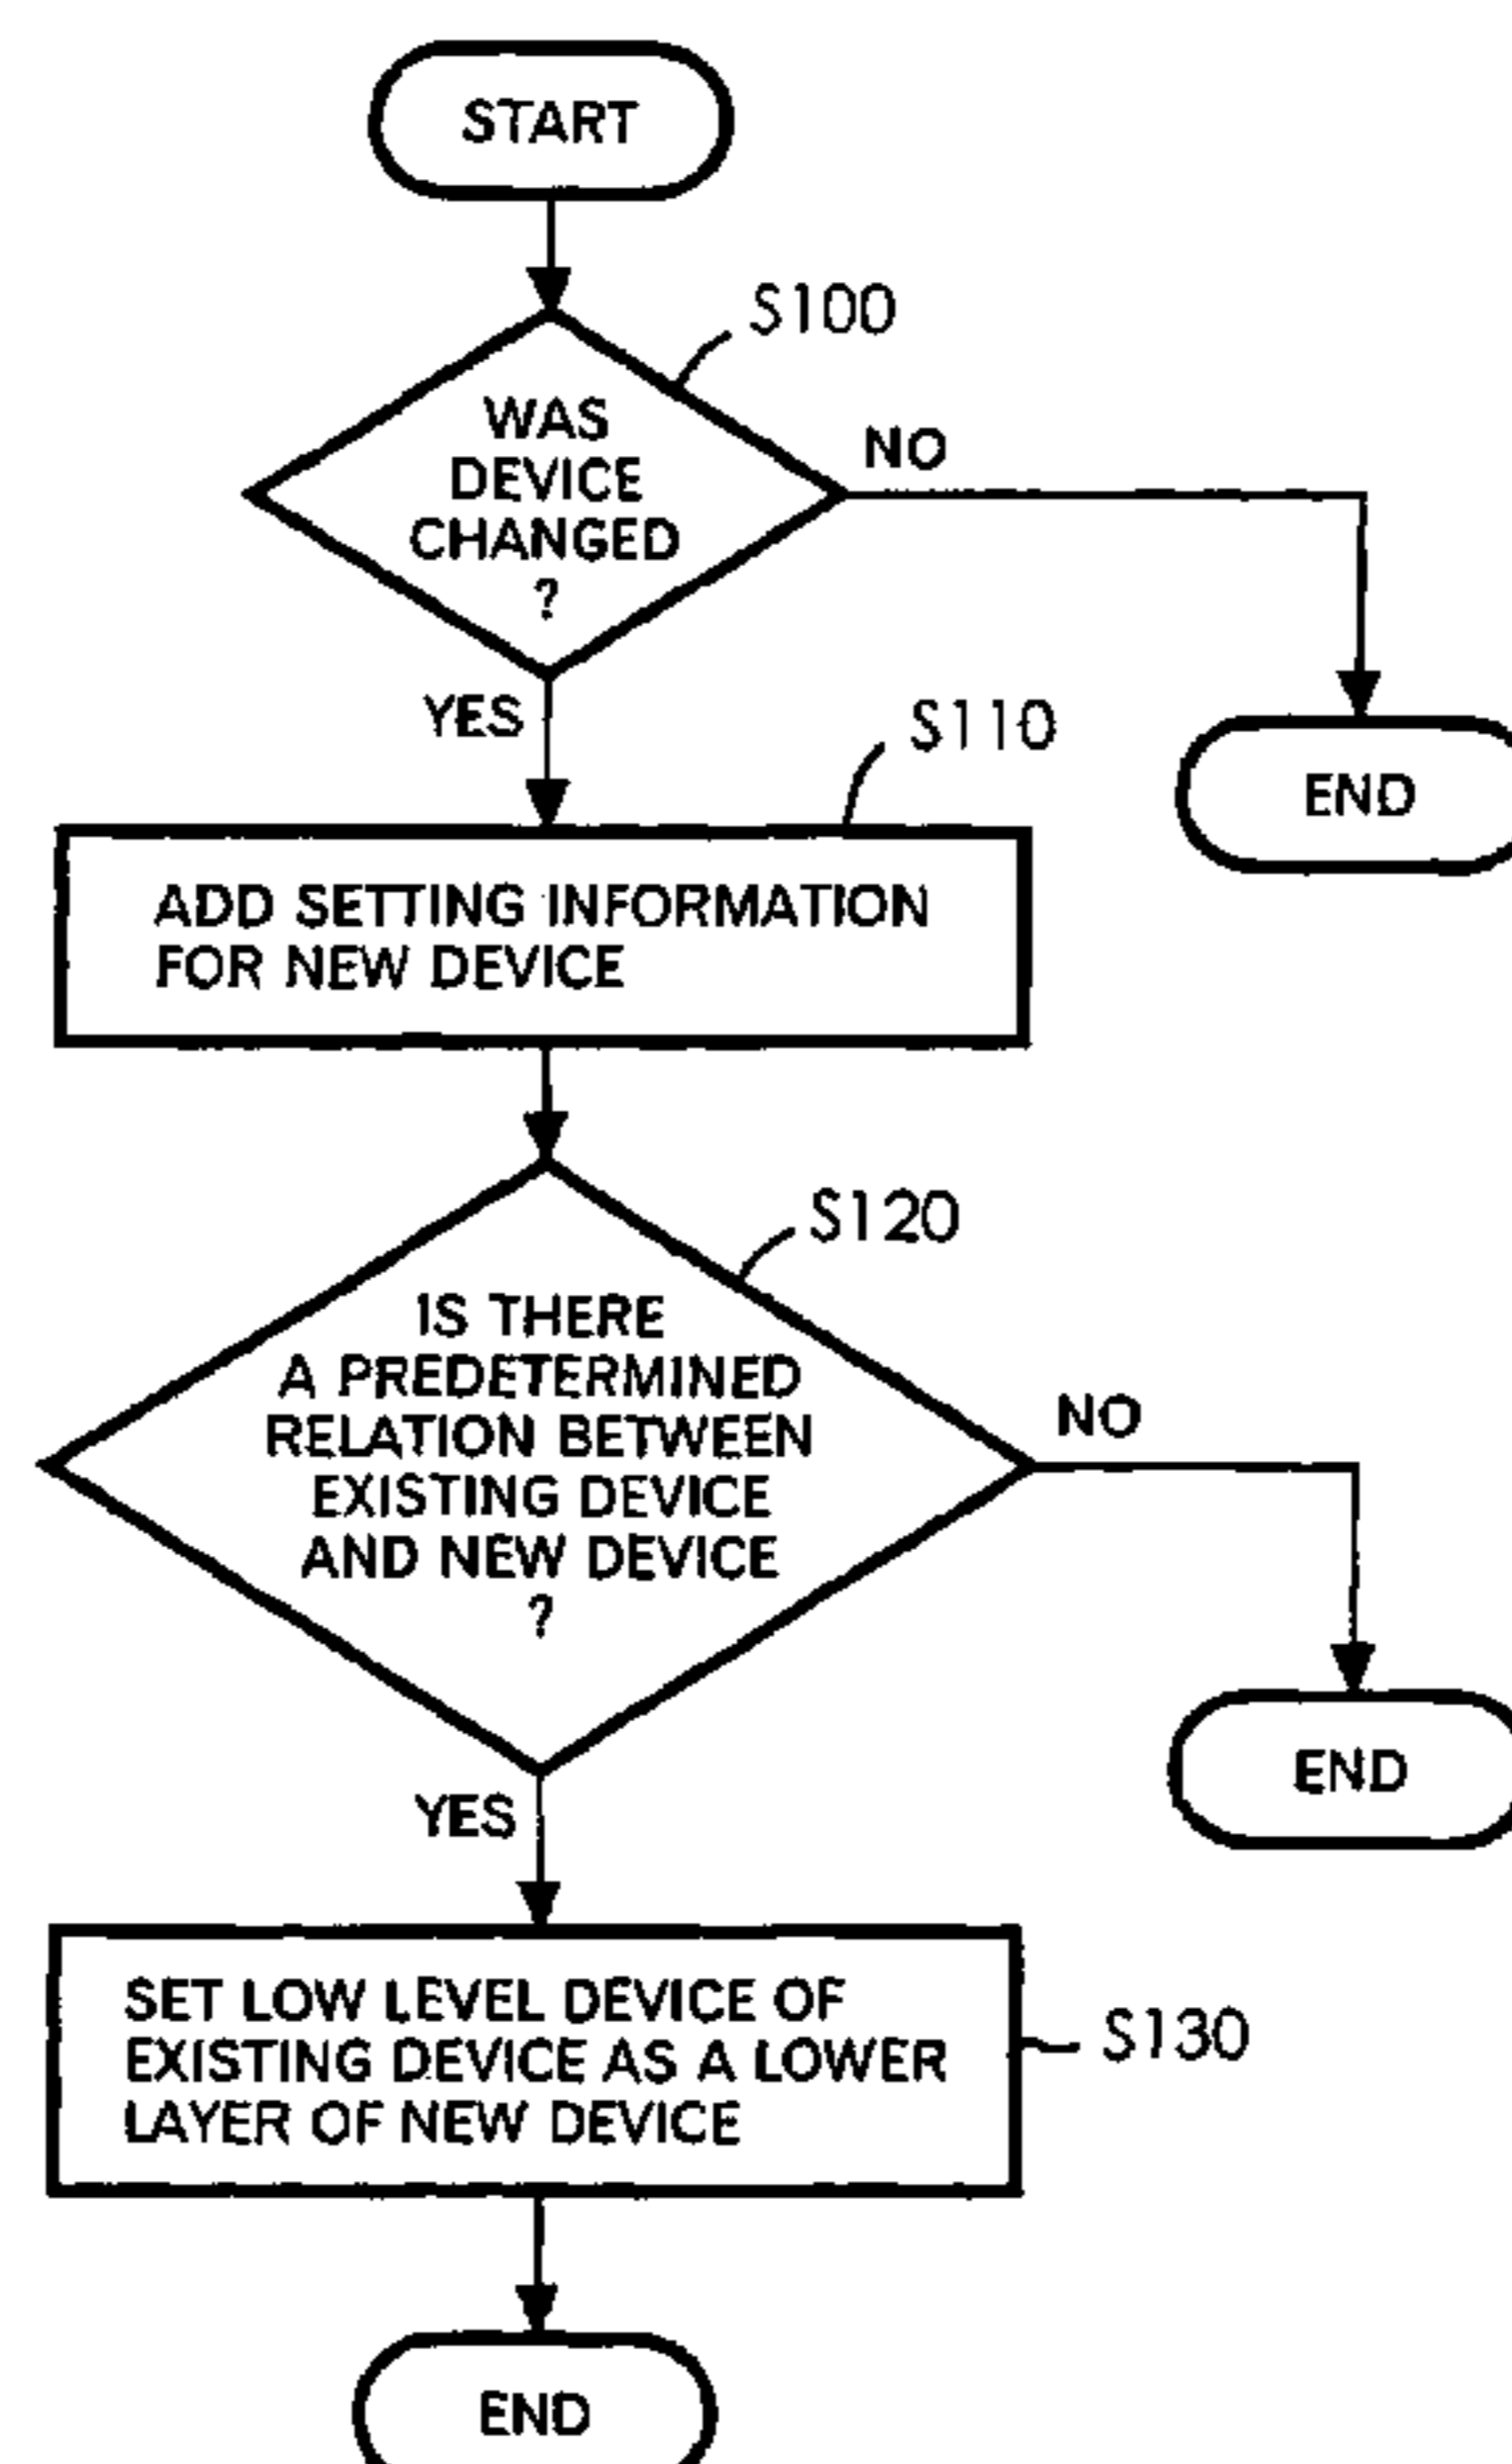 START
S100
WAS
DEVICE
CHANGED
?
NO
YES
S110
END
ADD SETTING INFORMATION
FOR NEW DEVICE
S120
IS THERE
A PREDETERMINED
RELATION BETWEEN
EXISTING DEVICE
AND NEW DEVICE
?
NO
END
YES
SET LOW LEVEL DEVICE OF
EXISTING DEVICE AS A LOWER
LAYER OF NEW DEVICE
S130
END